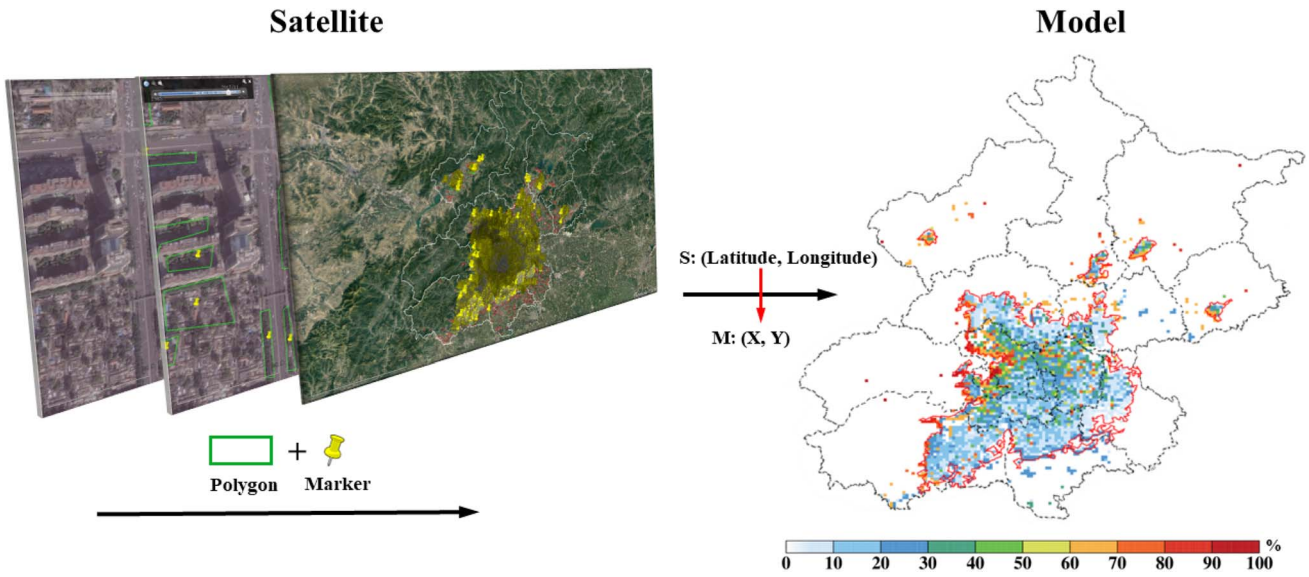 Satellite
Model
S: (Latitude, Longitude)
M: (X, Y)
+
Polygon Marker
%
0 10 20 30 40 50 60 70 80 90 100